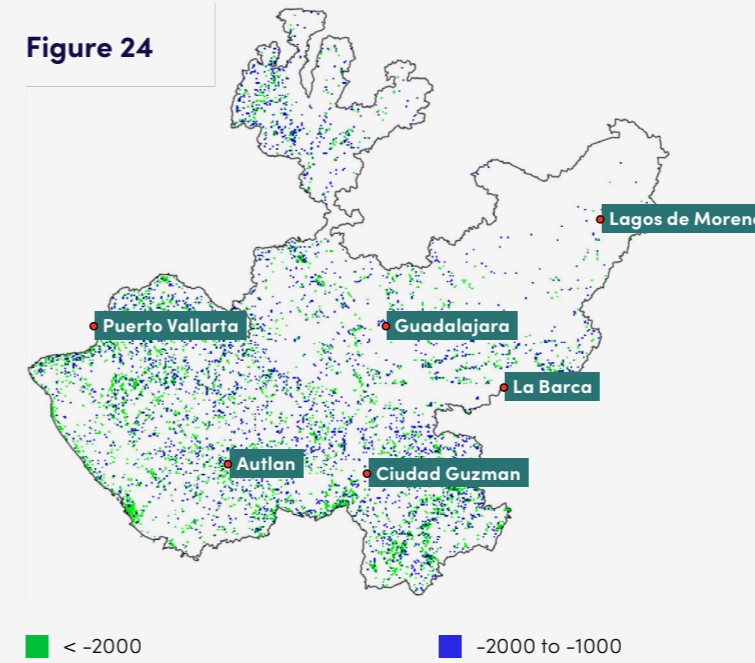 Figure 24
Lagos de Moreno
Puerto Vallarta
Guadalajara
La Barca
Autlan
Ciudad Guzman
< -2000
-2000 to -1000